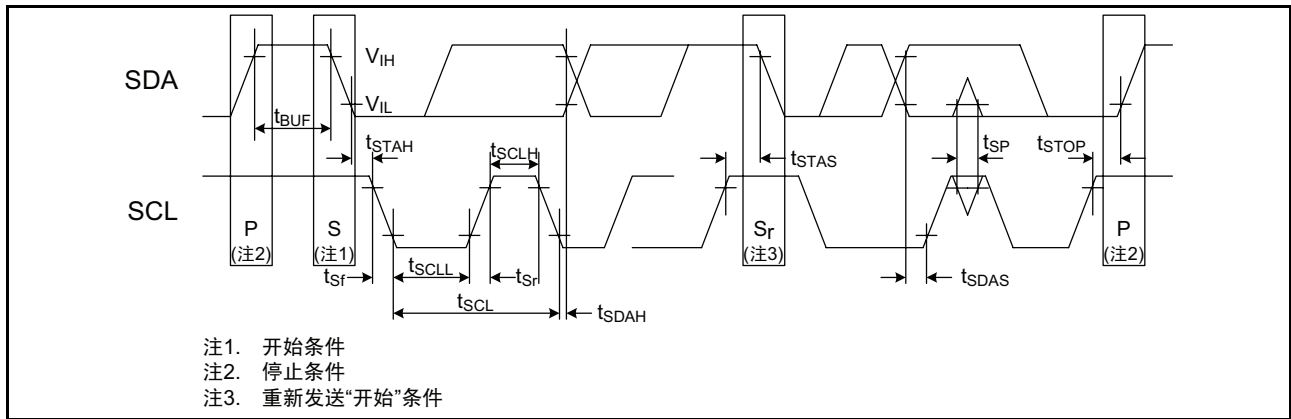 SDA
VIH
VIL
tBUF
tSTAH
tSCLH
tSTAS
tSP
tSTOP
SCL
P
(注2)
S
(注1)
Sr
(注3)
P
(注2)
tSf
tSCLL
tSr
tSDAS
tSCL
tSDAH
注1. 开始条件
注2. 停止条件
注3. 重新发送“开始”条件